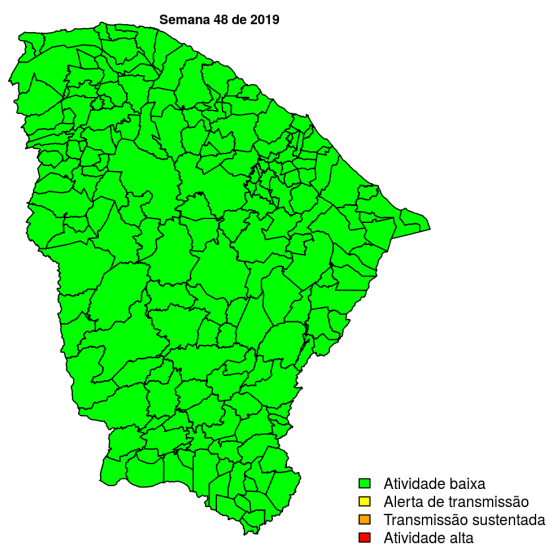 Semana 48 de 2019
Atividade baixa
Alerta de transmissão
Transmissão sustentada
Atividade alta